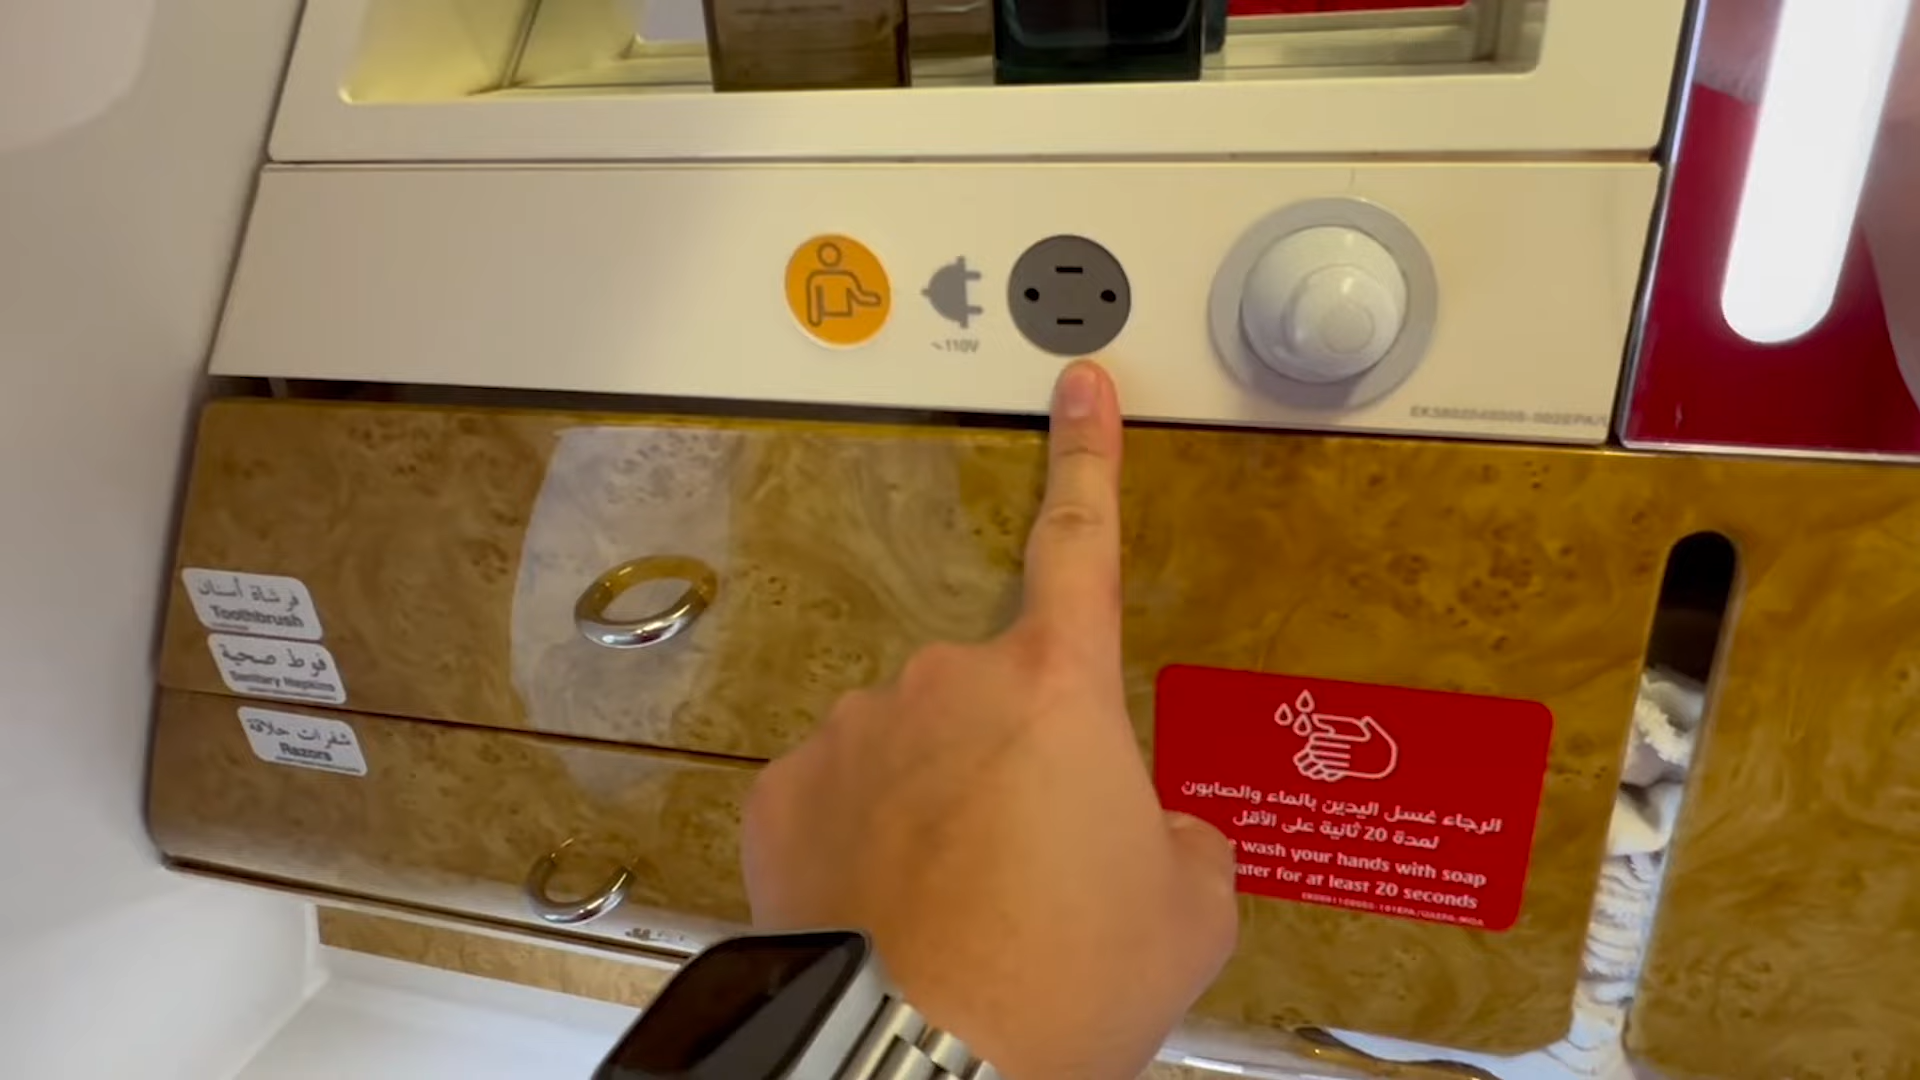 ~110V
فرشاة أسنان
Toothbrush
فوط صحية
Sanitary Napkins
شفرات حلاقة
Razors
الرجاء غسل اليدين بالماء والصابون
لمدة 20 ثانية على الأقل
wash your hands with soap
for at least 20 seconds